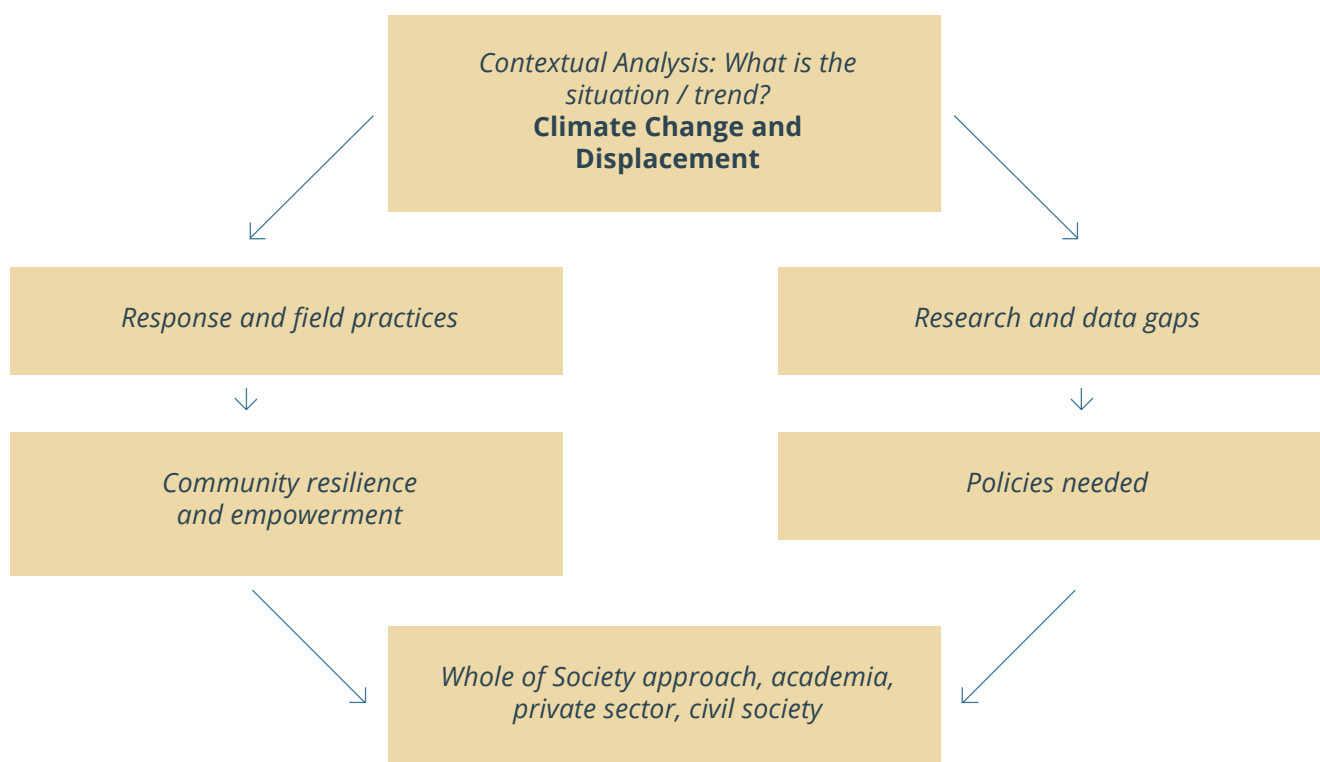 Contextual Analysis: What is the
situation / trend?
Climate Change and
Displacement
Response and field practices
Research and data gaps
Community resilience
and empowerment
Policies needed
Whole of Society approach, academia,
private sector, civil society